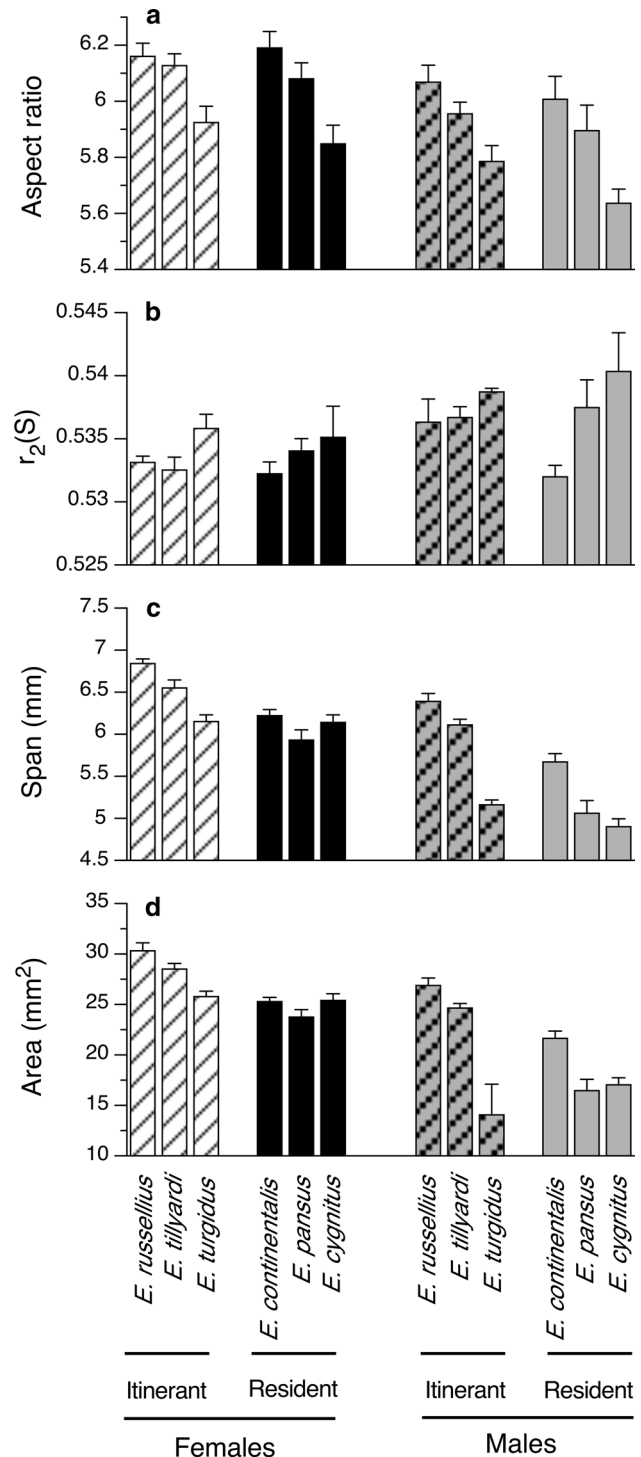 a
6.2
6
5.8
5.6
5.4
Aspect ratio
b
0.545
0.54
0.535
0.53
0.525
r2(S)
c
7.5
7
6.5
6
5.5
5
4.5
Span (mm)
d
35
30
25
20
15
10
Area (mm2)
E. russellius
E. tillyardi
E. turgidus
E. continentalis
E. pansus
E. cygnitus
E. russellius
E. tillyardi
E. turgidus
E. continentalis
E. pansus
E. cygnitus
Itinerant Resident Itinerant Resident
Females Males